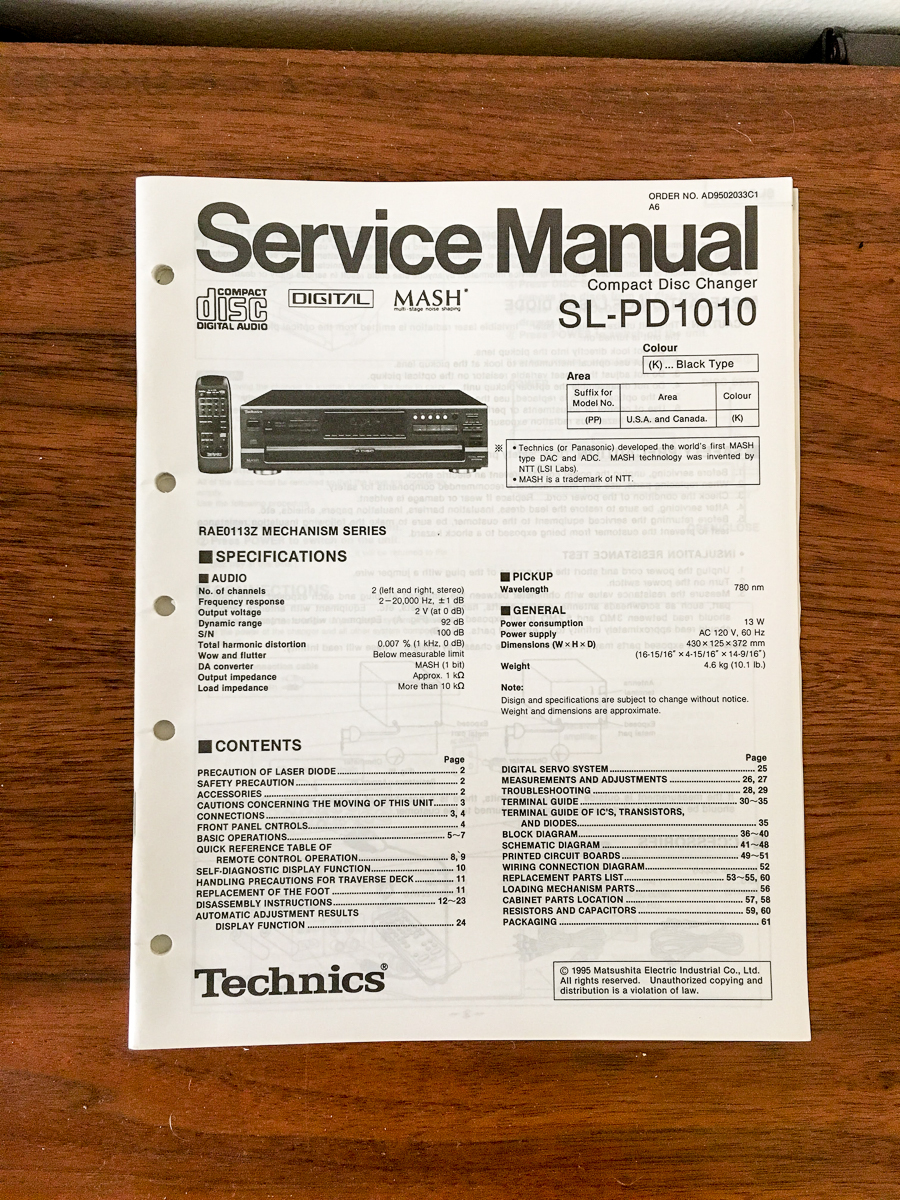 ORDER NO. AD9502033C1
A6
Service Manual
Compact Disc Changer
SL-PD1010
COMPACT
disc
DIGITAL AUDIO
DIGITAL
MASH*
multi-stage noise shaping
Colour
(K) ... Black Type
Area
Suffix for Model No. Area Colour
(PP) U.S.A. and Canada. (K)
Technics
※ • Technics (or Panasonic) developed the world's first MASH
type DAC and ADC. MASH technology was invented by
NTT (LSI Labs).
• MASH is a trademark of NTT.
RAE0113Z MECHANISM SERIES
■ SPECIFICATIONS
■ AUDIO
No. of channels 2 (left and right, stereo)
Frequency response 2−20,000 Hz, ±1 dB
Output voltage 2 V (at 0 dB)
Dynamic range 92 dB
S/N 100 dB
Total harmonic distortion 0.007 % (1 kHz, 0 dB)
Wow and flutter Below measurable limit
DA converter MASH (1 bit)
Output impedance Approx. 1 kΩ
Load impedance More than 10 kΩ
■ PICKUP
Wavelength 780 nm
■ GENERAL
Power consumption 13 W
Power supply AC 120 V, 60 Hz
Dimensions (W×H×D) 430×125×372 mm
(16-15/16″×4-15/16″×14-9/16″)
Weight 4.6 kg (10.1 lb.)
Note:
Disign and specifications are subject to change without notice.
Weight and dimensions are approximate.
■ CONTENTS
Page
PRECAUTION OF LASER DIODE 2
SAFETY PRECAUTION 2
ACCESSORIES 2
CAUTIONS CONCERNING THE MOVING OF THIS UNIT 3
CONNECTIONS 3, 4
FRONT PANEL CNTROLS 4
BASIC OPERATIONS 5~7
QUICK REFERENCE TABLE OF
REMOTE CONTROL OPERATION 8, 9
SELF-DIAGNOSTIC DISPLAY FUNCTION 10
HANDLING PRECAUTIONS FOR TRAVERSE DECK 11
REPLACEMENT OF THE FOOT 11
DISASSEMBLY INSTRUCTIONS 12~23
AUTOMATIC ADJUSTMENT RESULTS
DISPLAY FUNCTION 24
Page
DIGITAL SERVO SYSTEM 25
MEASUREMENTS AND ADJUSTMENTS 26, 27
TROUBLESHOOTING 28, 29
TERMINAL GUIDE 30~35
TERMINAL GUIDE OF IC'S, TRANSISTORS,
AND DIODES 35
BLOCK DIAGRAM 36~40
SCHEMATIC DIAGRAM 41~48
PRINTED CIRCUIT BOARDS 49~51
WIRING CONNECTION DIAGRAM 52
REPLACEMENT PARTS LIST 53~55, 60
LOADING MECHANISM PARTS 56
CABINET PARTS LOCATION 57, 58
RESISTORS AND CAPACITORS 59, 60
PACKAGING 61
Technics®
© 1995 Matsushita Electric Industrial Co., Ltd.
All rights reserved. Unauthorized copying and
distribution is a violation of law.